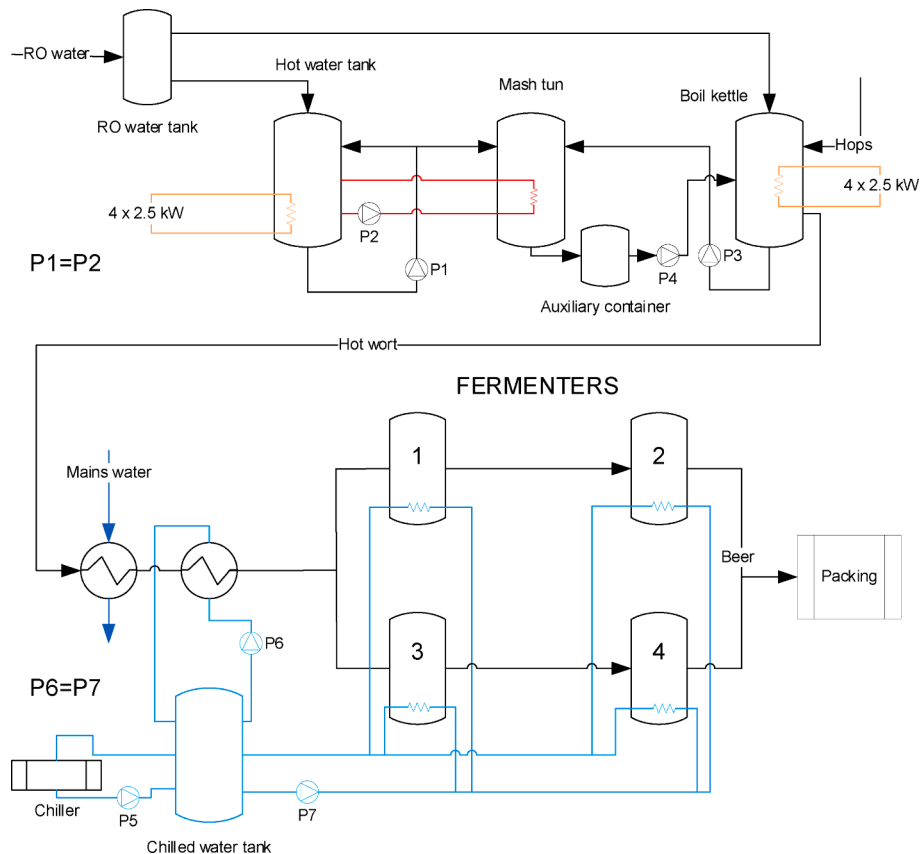 RO water
Hot water tank
Mash tun
Boil kettle
RO water tank
Hops
4 x 2.5 kW
4 x 2.5 kW
P2
P1=P2
P1
P4
P3
Auxiliary container
Hot wort
FERMENTERS
1
2
Mains water
Beer
Packing
P6
3
4
P6=P7
Chiller
P5
P7
Chilled water tank